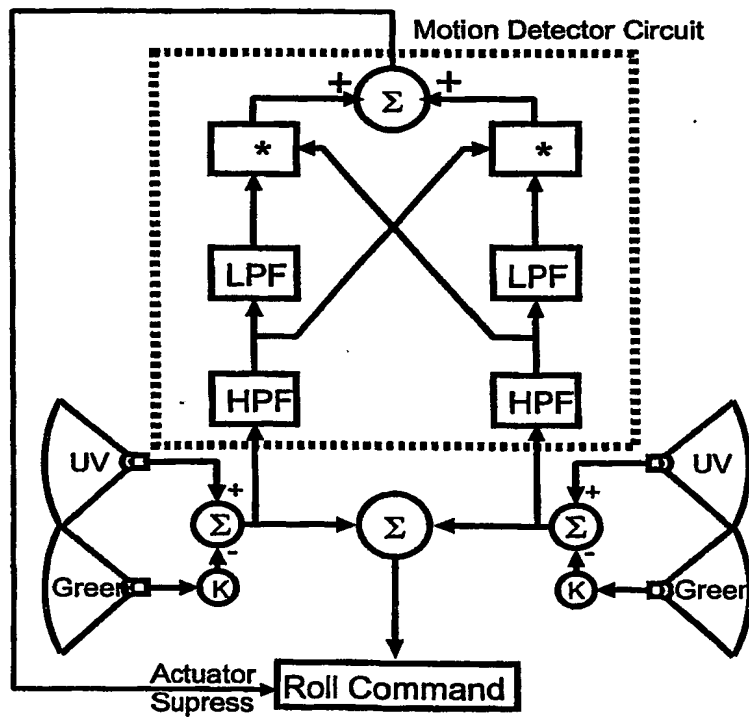 Motion Detector Circuit
+ Σ +
* *
LPF LPF
HPF HPF
UV UV
+ +
Σ Σ Σ
- -
Green K K Green
Actuator
Supress
Roll Command